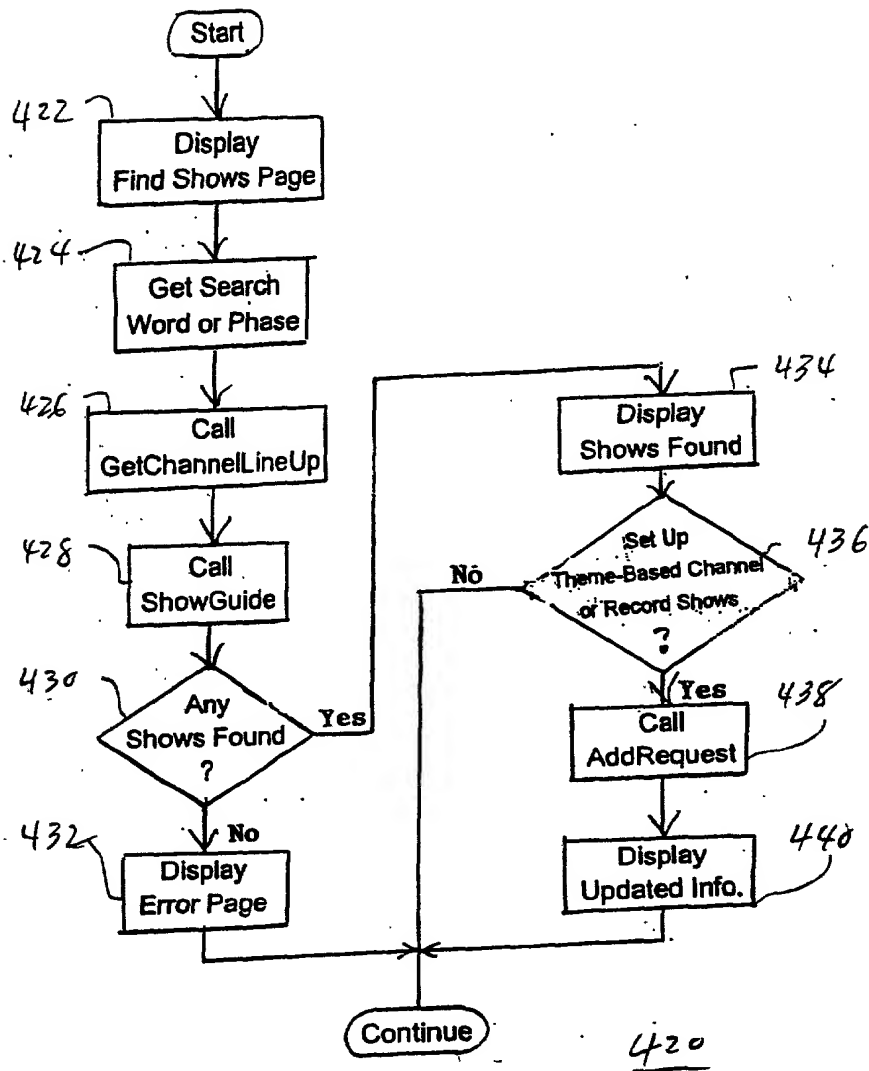 Start
422
Display
Find Shows Page
424
Get Search
Word or Phase
426
Call
GetChannelLineUp
428
Call
ShowGuide
430
Any
Shows Found
?
Yes
432
No
Display
Error Page
434
Display
Shows Found
436
Set Up
Theme-Based Channel
or Record Shows
?
No
Yes
438
Call
AddRequest
440
Display
Updated Info.
Continue
420